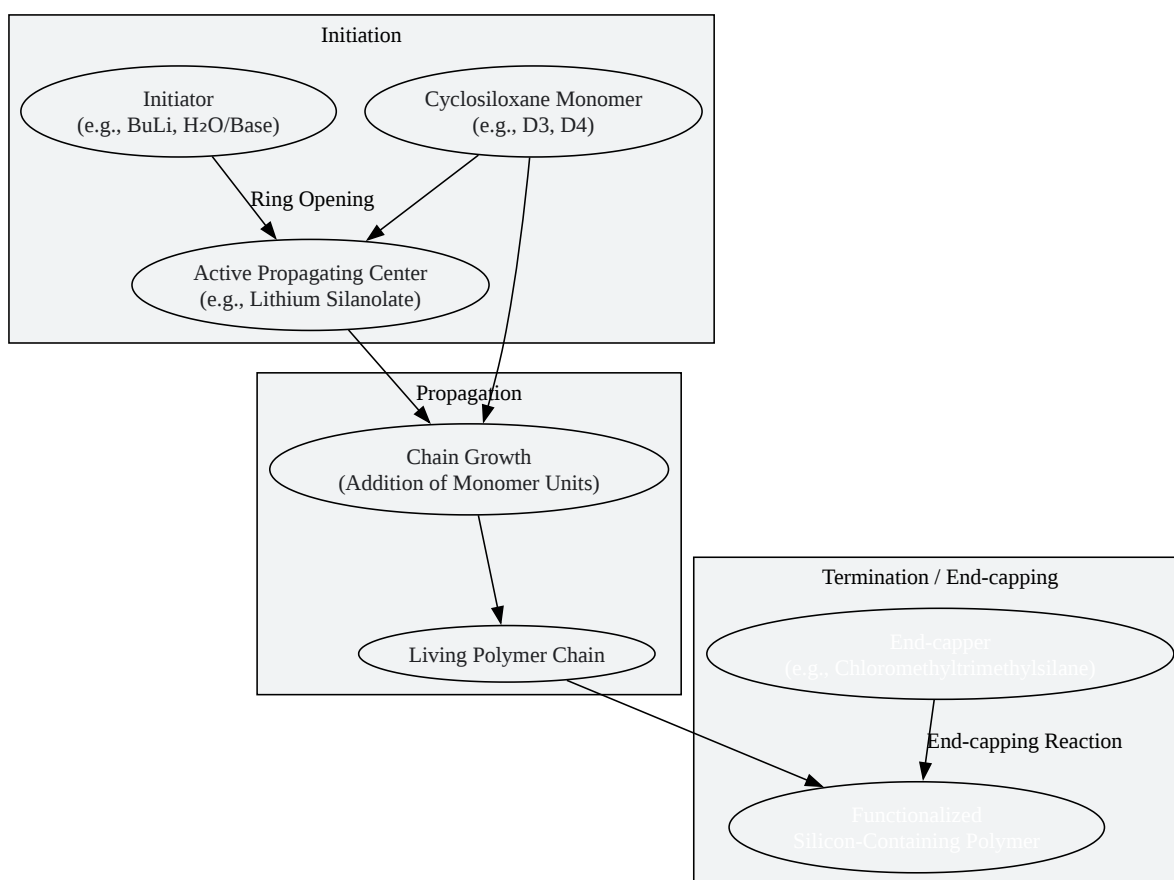 Initiation
Initiator
(e.g., BuLi, H₂O/Base)
Cyclosiloxane Monomer
(e.g., D3, D4)
Ring Opening
Active Propagating Center
(e.g., Lithium Silanolate)
Propagation
Chain Growth
(Addition of Monomer Units)
Living Polymer Chain
Termination / End-capping
End-capper
(e.g., Chloromethyltrimethylsilane)
End-capping Reaction
Functionalized
Silicon-Containing Polymer